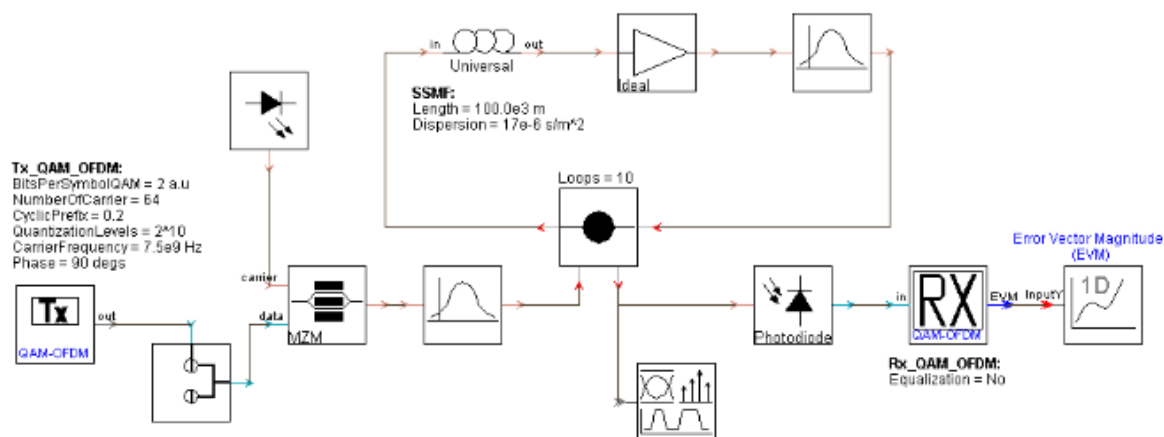 in
out
Universal
SSMF:
Length = 100.0e3 m
Dispersion = 17e-6 s/m^2
Ideal
Tx_QAM_OFDM:
BitsPerSymbolQAM = 2 a.u
NumberOfCarrier = 64
CyclicPrefix = 0.2
QuantizationLevels = 2^10
CarrierFrequency = 7.5e9 Hz
Phase = 90 degs
Loops = 10
Error Vector Magnitude
(EVM)
carrier
data
MZM
Tx
out
QAM-OFDM
Photodiode
in
RX
QAM-OFDM
EVM
InputY
1D
Rx_QAM_OFDM:
Equalization = No